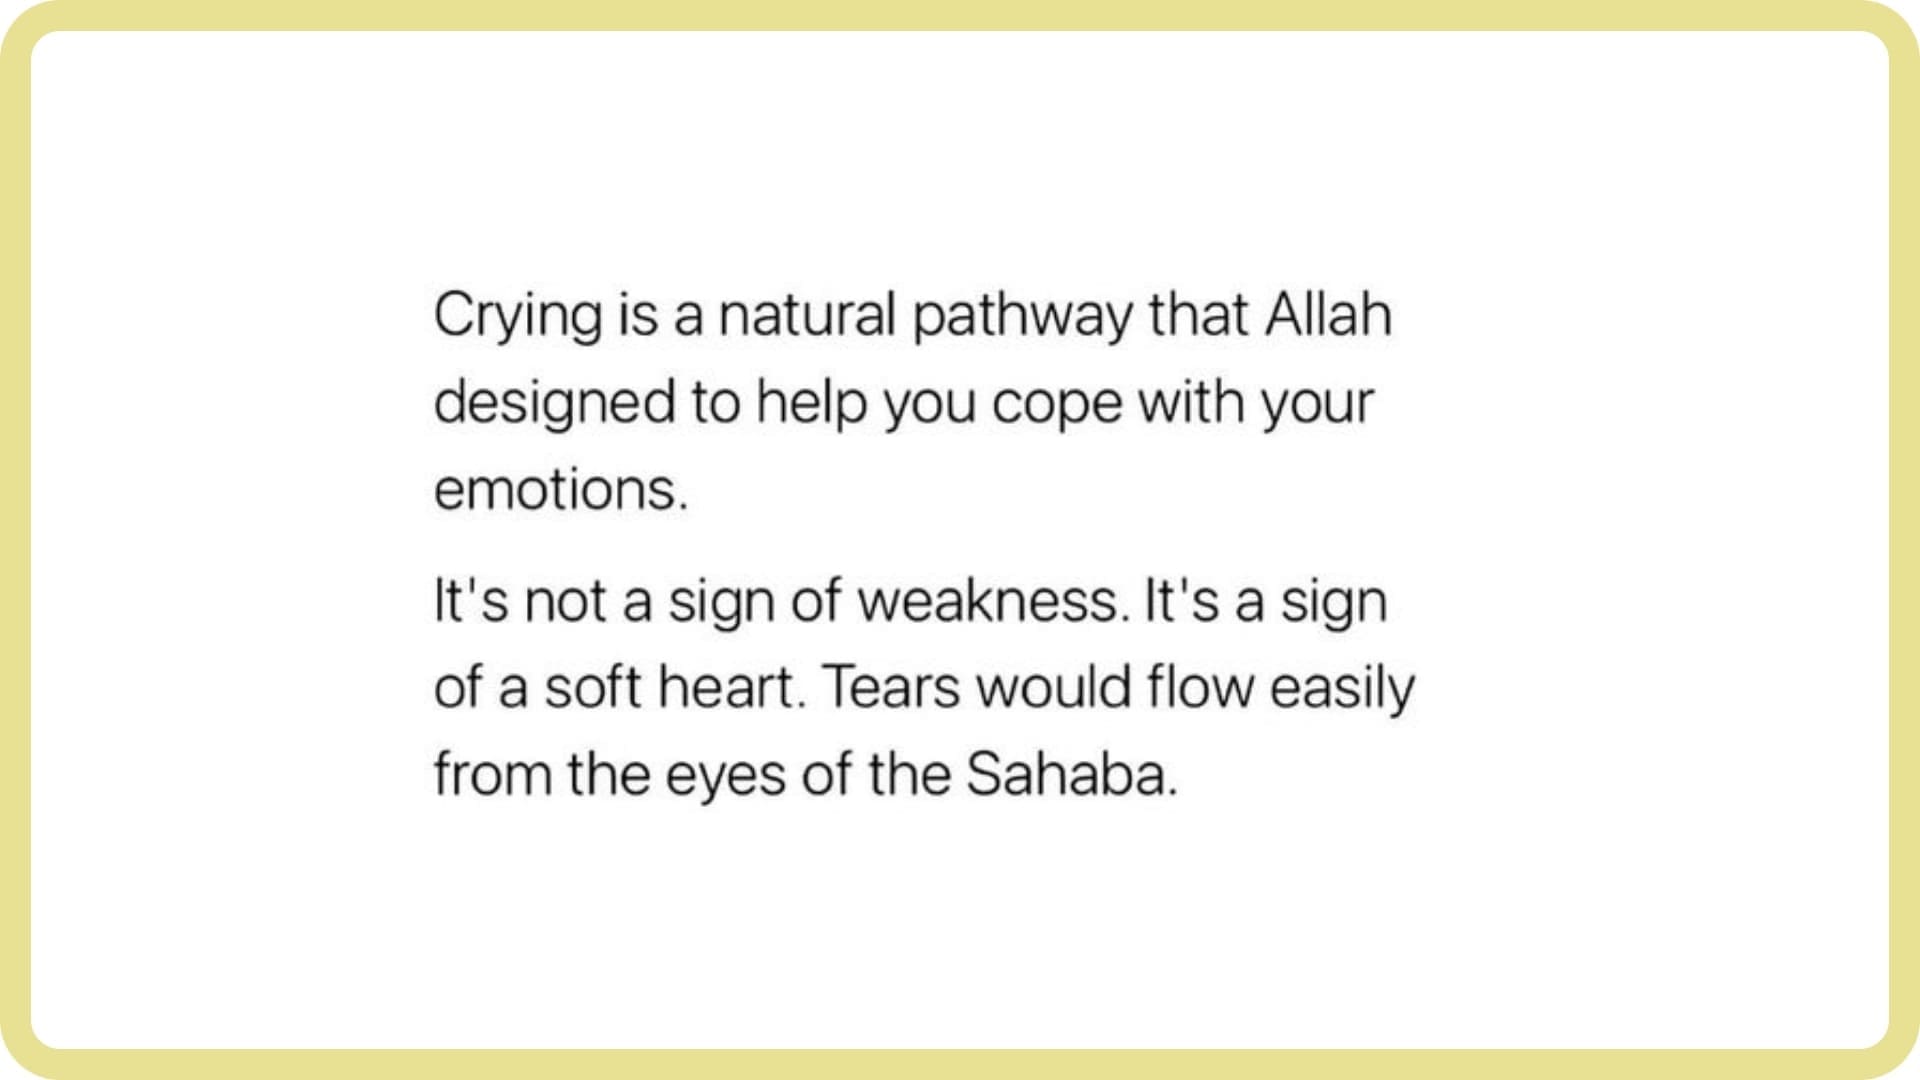 Crying is a natural pathway that Allah
designed to help you cope with your
emotions.
It's not a sign of weakness. It's a sign
of a soft heart. Tears would flow easily
from the eyes of the Sahaba.